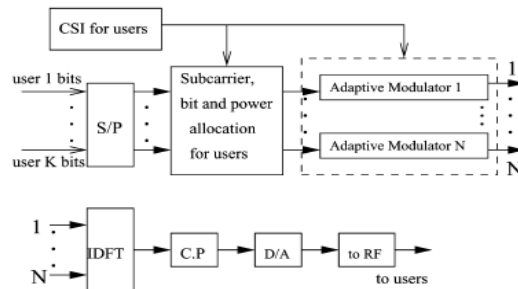 CSI for users
user 1 bits
user K bits
S/P
Subcarrier,
bit and power
allocation
for users
Adaptive Modulator 1
Adaptive Modulator N
1
N
1
N
IDFT
C.P
D/A
to RF
to users